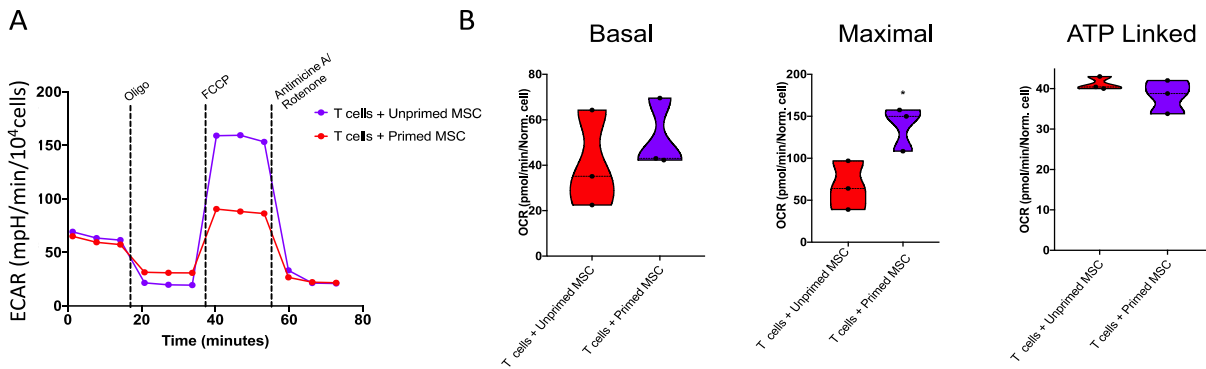 A
ECAR (mpH/min/10⁴cells)
200
150
100
50
0
0
20
40
60
80
Time (minutes)
Oligo
FCCP
Antimicine A/
Rotenone
T cells + Unprimed MSC
T cells + Primed MSC
B
Basal
OCR (pmol/min/Norm. cell)
80
60
40
20
0
T cells + Unprimed MSC
T cells + Primed MSC
Maximal
OCR (pmol/min/Norm. cell)
200
150
100
50
0
*
T cells + Unprimed MSC
T cells + Primed MSC
ATP Linked
OCR (pmol/min/Norm. cell)
40
30
20
10
0
T cells + Unprimed MSC
T cells + Primed MSC